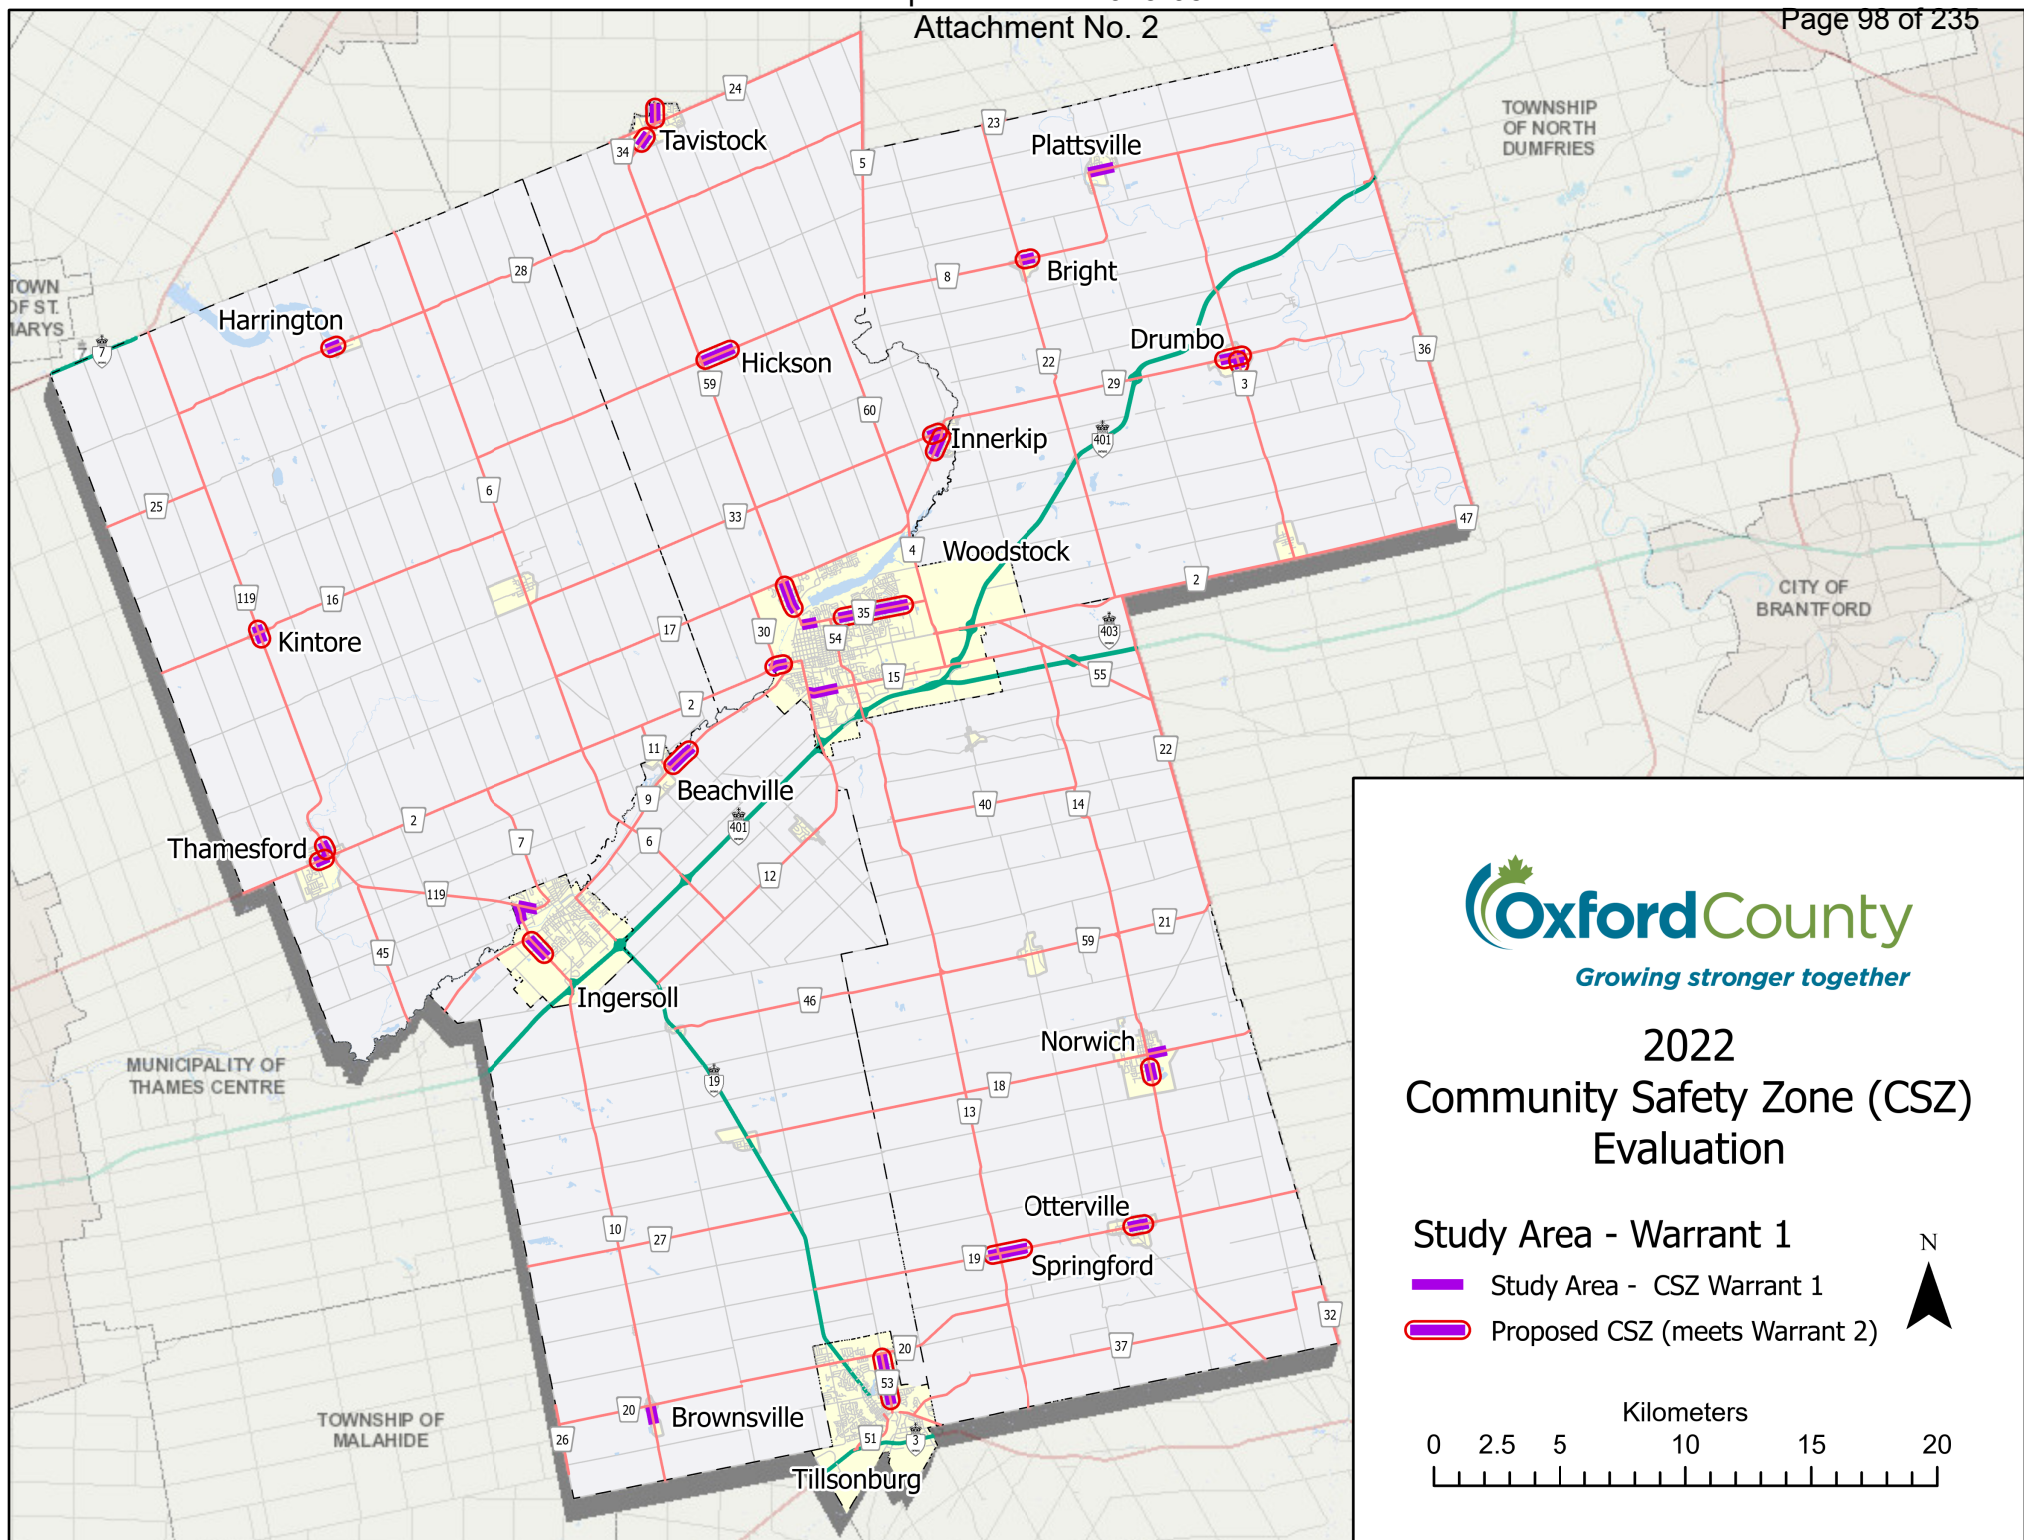 Attachment No. 2
Page 98 of 235
24
TOWNSHIP
OF NORTH
DUMFRIES
23
Tavistock
34
Plattsville
5
28
8
Bright
TOWN
OF ST.
MARYS
7
Harrington
Drumbo
36
22
29
3
Hickson
59
60
401
Innerkip
6
25
33
47
4
Woodstock
2
CITY OF
BRANTFORD
119
16
35
17
30
54
403
Kintore
15
55
2
11
22
Beachville
9
40
14
2
401
6
7
Thamesford
12
119
21
59
45
46
Ingersoll
Norwich
MUNICIPALITY OF
THAMES CENTRE
19
18
13
Otterville
10
27
19
Springford
32
20
37
53
20
Brownsville
TOWNSHIP OF
MALAHIDE
26
51
3
Tillsonburg
Oxford County
Growing stronger together
2022
Community Safety Zone (CSZ)
Evaluation
Study Area - Warrant 1
N
Study Area - CSZ Warrant 1
Proposed CSZ (meets Warrant 2)
Kilometers
0 2.5 5 10 15 20